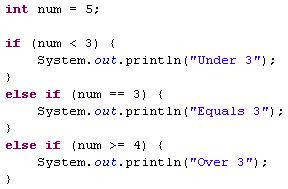 int num = 5;
if (num < 3) {
System.out.println("Under 3");
}
else if (num == 3) {
System.out.println("Equals 3");
}
else if (num >= 4) {
System.out.println("Over 3");
}